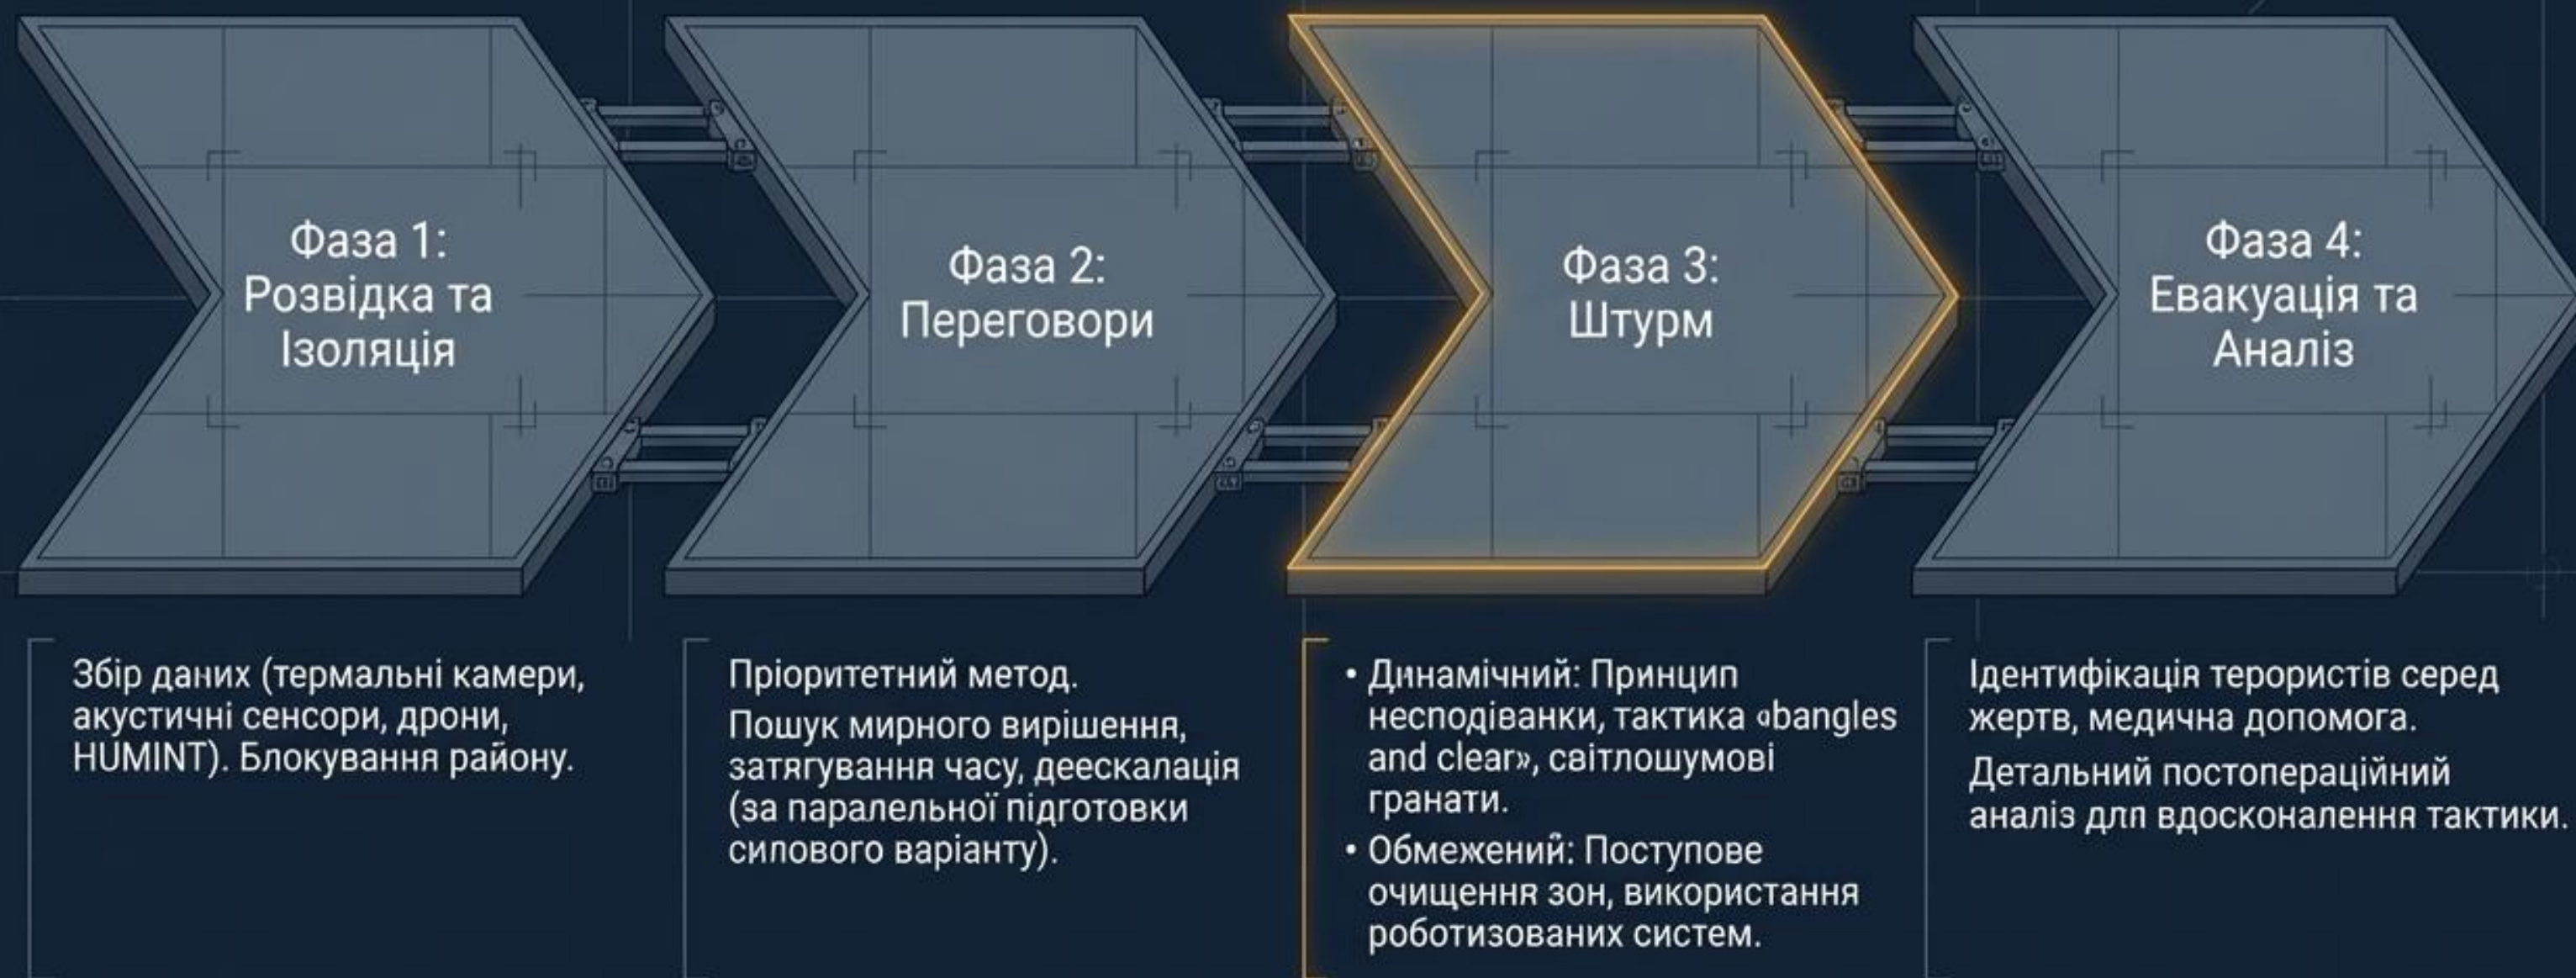 Фаза 1:
Розвідка та
Ізоляція
Фаза 2:
Переговори
Фаза 3:
Штурм
Фаза 4:
Евакуація та
Аналіз
Збір даних (термальні камери,
акустичні сенсори, дрони,
HUMINT). Блокування району.
Пріоритетний метод.
Пошук мирного вирішення,
затягування часу, деескалація
(за паралельної підготовки
силового варіанту).
• Динамічний: Принцип
несподіванки, тактика «bangles
and clear», світлошумові
гранати.
• Обмежений: Поступове
очищення зон, використання
роботизованих систем.
Ідентифікація терористів серед
жертв, медична допомога.
Детальний постопераційний
аналіз для вдосконалення тактики.